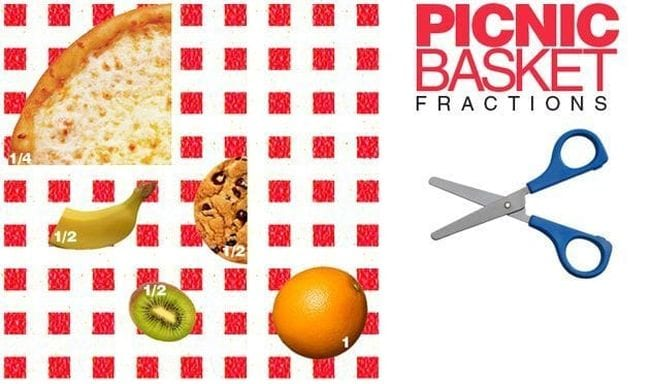 PICNIC
BASKET
FRACTIONS
1/4
1/2
1/2
1/2
1